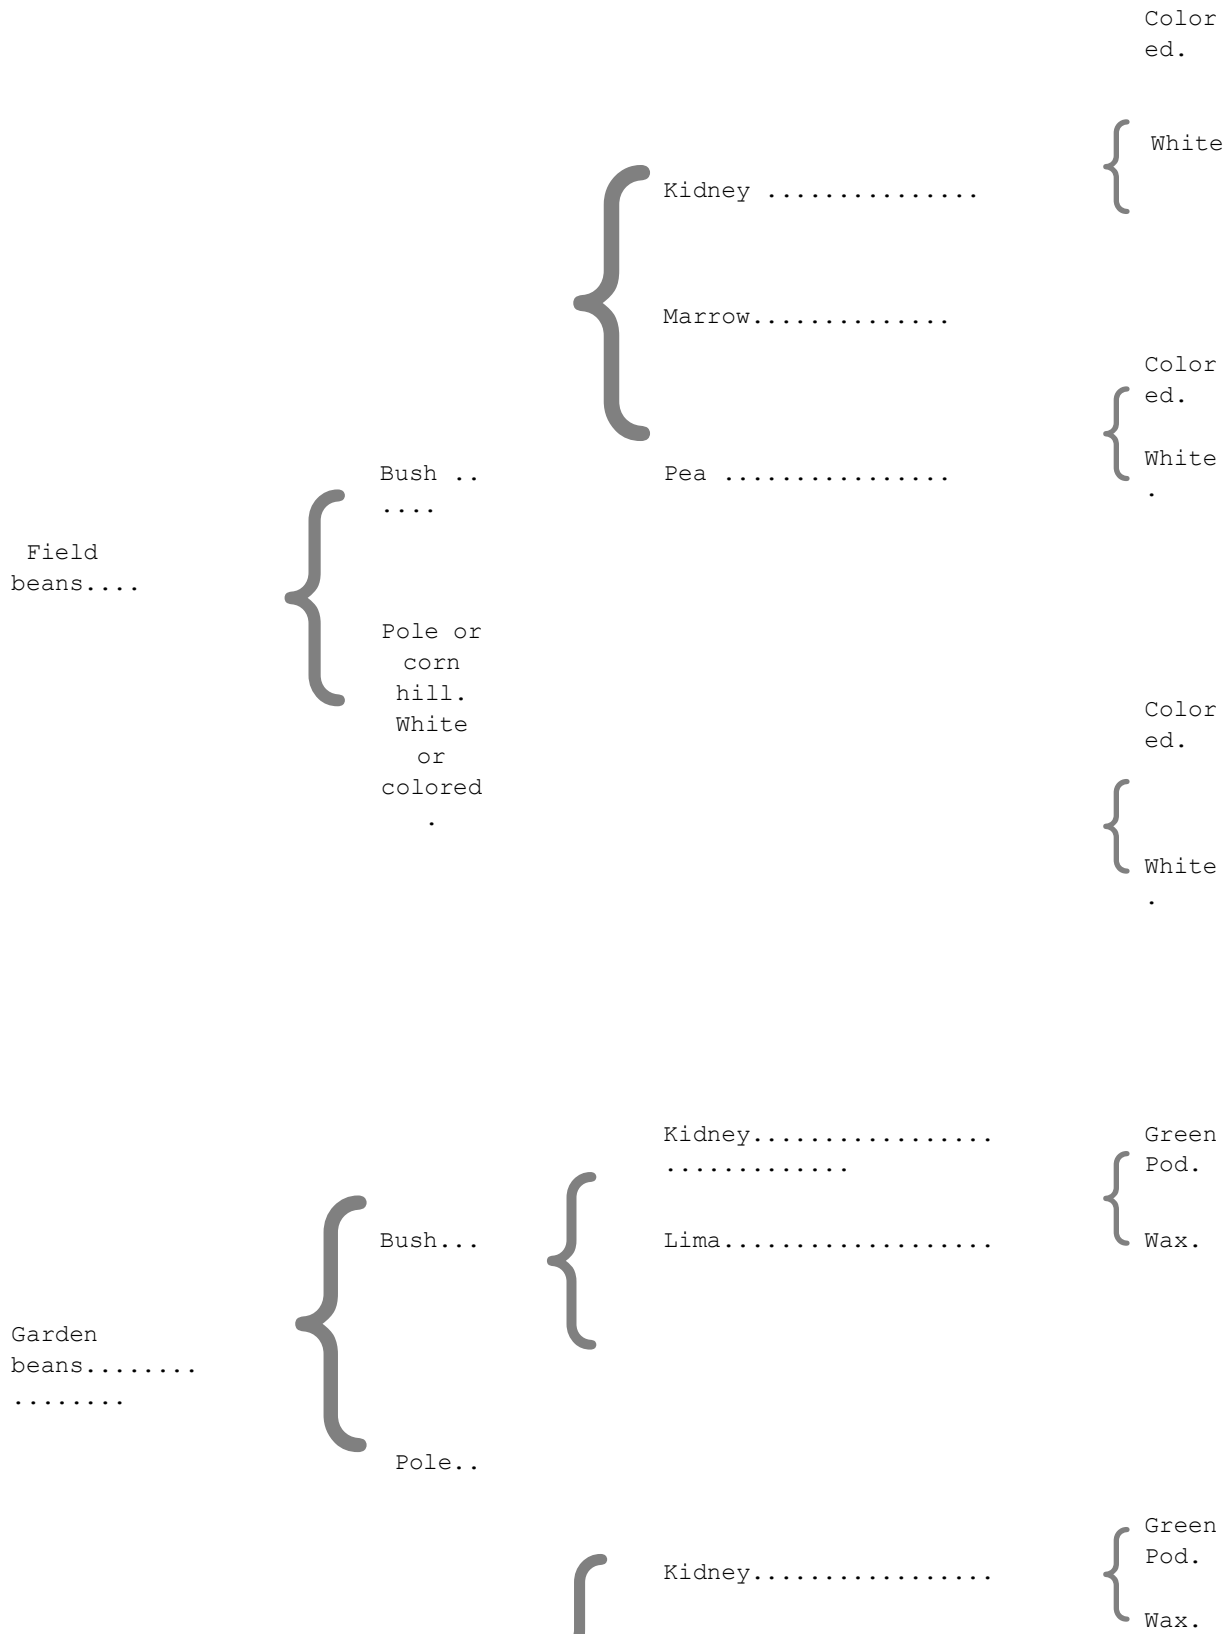 Color
ed.
White
Kidney ...............
Marrow..............
Color
ed.
White
.
Bush ..
....
Pea ................
Field
beans....
Pole or
corn
hill.
White
or
colored
.
Color
ed.
White
.
Kidney.................
.............
Green
Pod.
Bush...
Lima...................
Wax.
Garden
beans........
........
Pole..
Kidney.................
Green
Pod.
Wax.